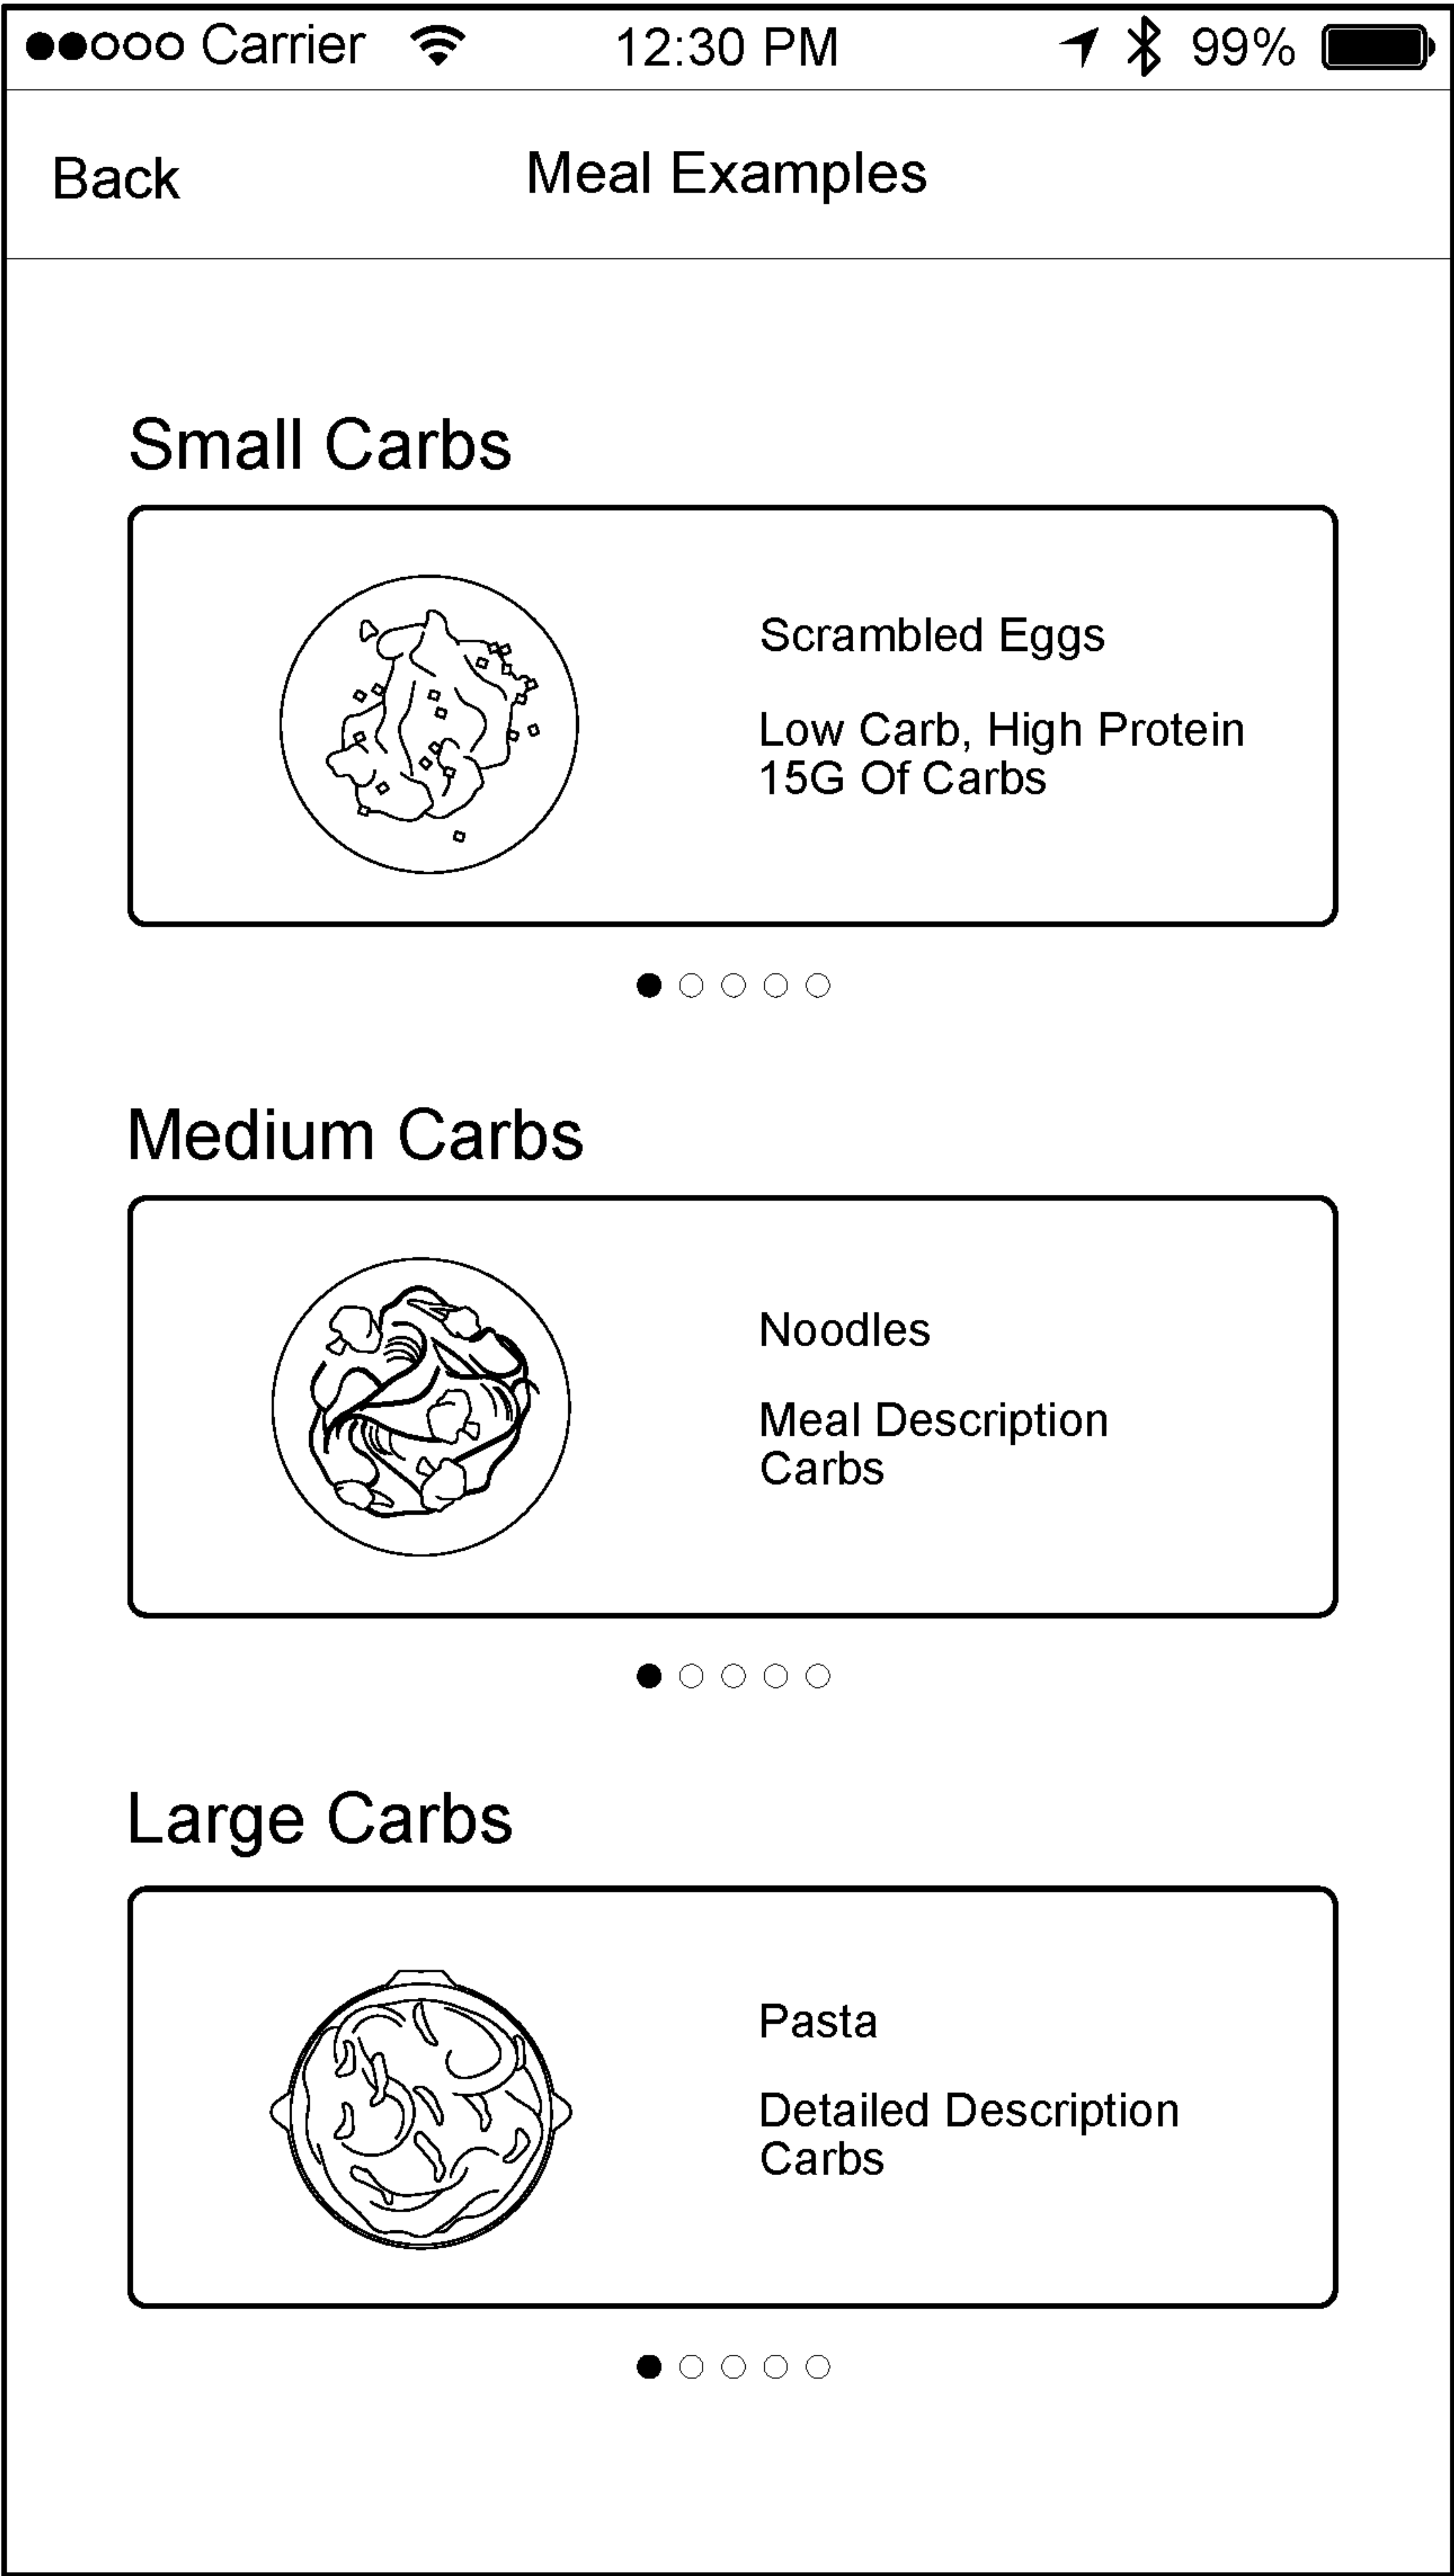 Carrier 12:30 PM 99%
Back Meal Examples
Small Carbs
Scrambled Eggs
Low Carb, High Protein
15G Of Carbs
Medium Carbs
Noodles
Meal Description
Carbs
Large Carbs
Pasta
Detailed Description
Carbs